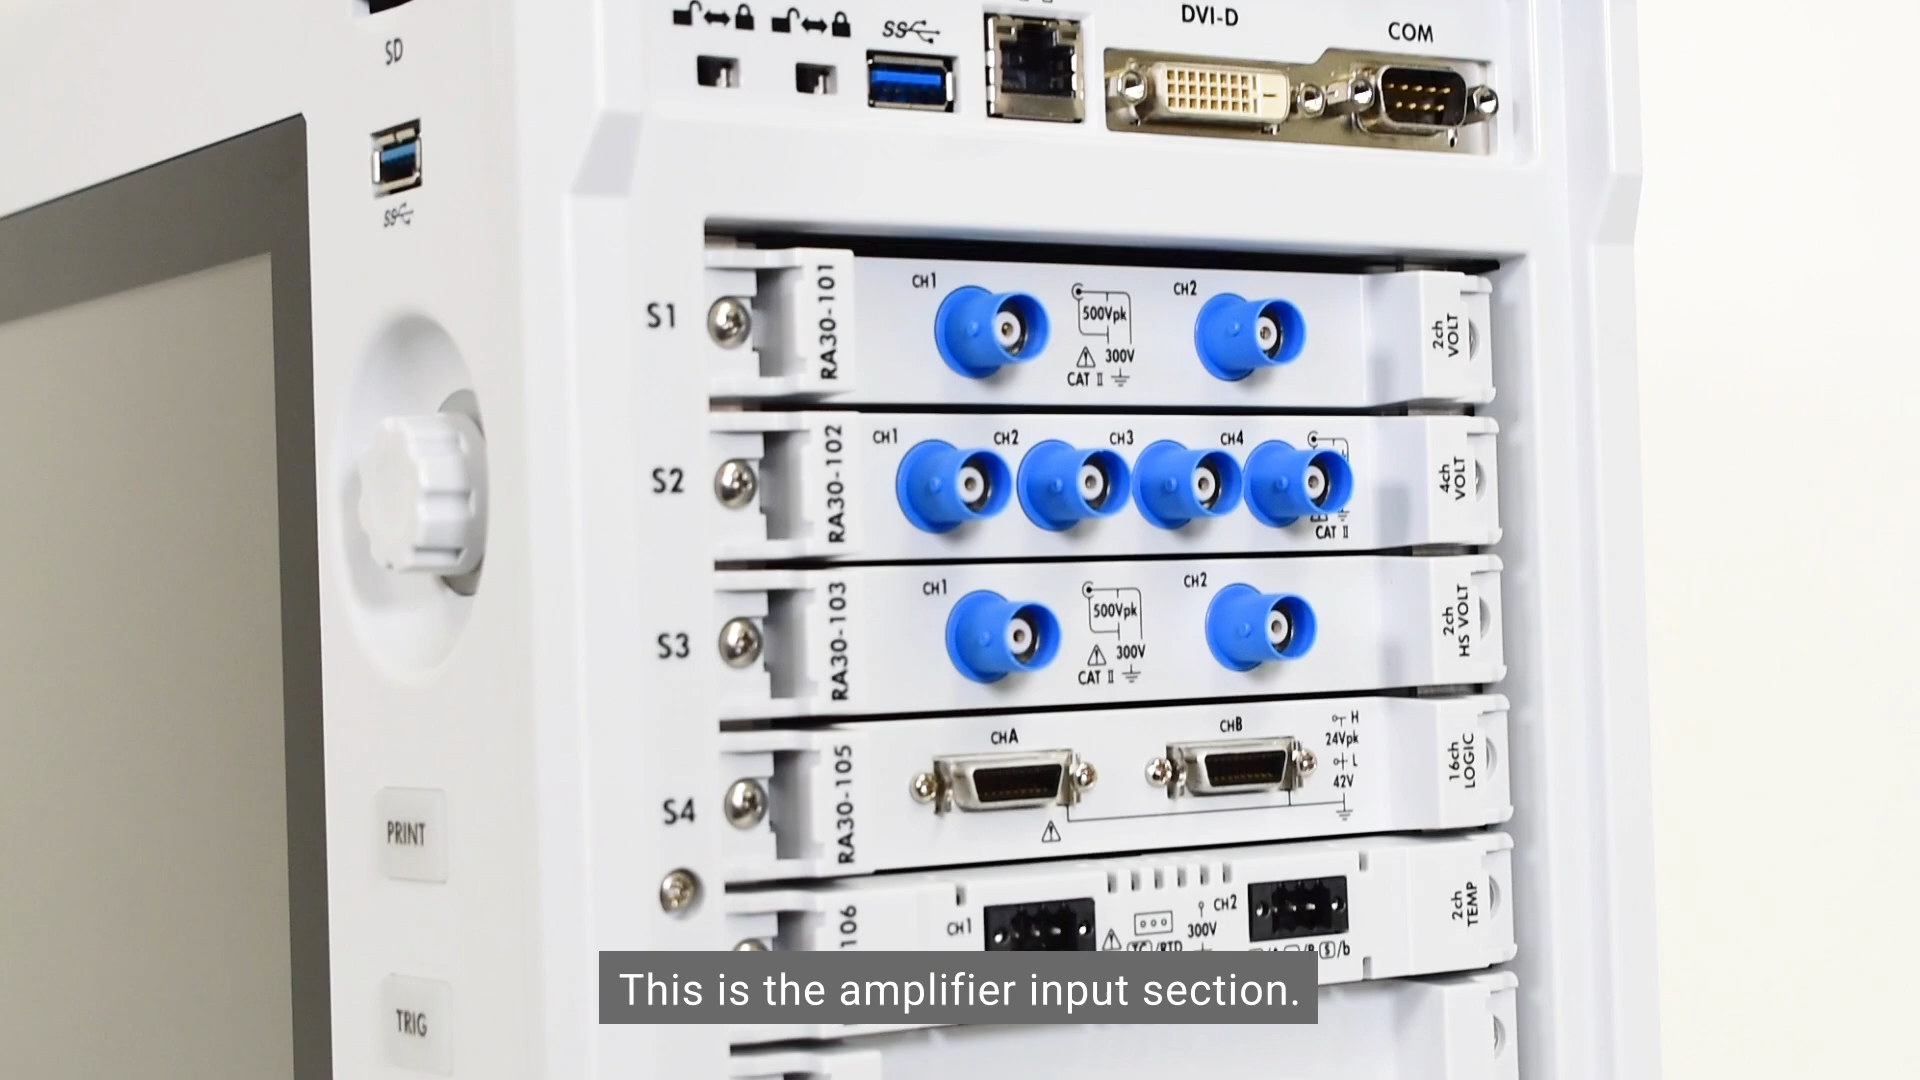 SD
DVI-D
COM
SS
SS
S1
RA30-101
CH1
500Vpk
300V
CAT II
CH2
2ch
VOLT
S2
RA30-102
CH1
CH2
CH3
CH4
CAT II
4ch
VOLT
S3
RA30-103
CH1
500Vpk
300V
CAT II
CH2
2ch
HS VOLT
S4
RA30-105
CHA
CHB
H
24Vpk
L
42V
16ch
LOGIC
PRINT
106
CH1
300V
CH2
2ch
TEMP
TRIG
This is the amplifier input section.